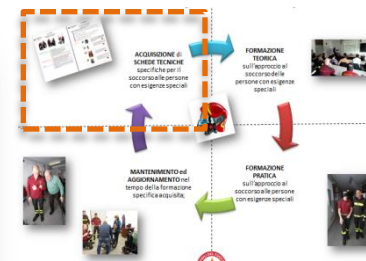 ACQUISIZIONE di
SCHEDE TECNICHE
specifiche per il
soccorso alle persone
con esigenze speciali
FORMAZIONE
TEORICA
sull'approccio al
soccorso delle
persone con esigenze
speciali
MANTENIMENTO ed
AGGIORNAMENTO nel
tempo della formazione
specifica acquisita;
FORMAZIONE
PRATICA
sull'approccio al
soccorso alle persone
con esigenze speciali